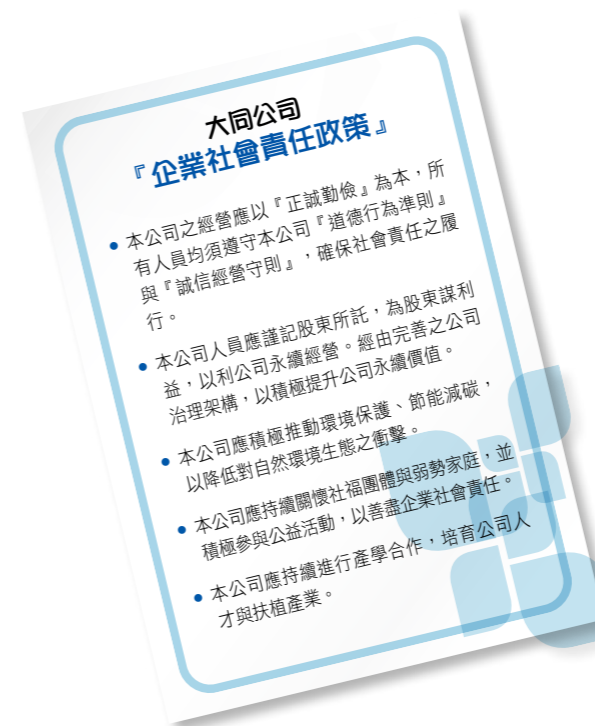 大同公司
『企業社會責任政策』
• 本公司之經營應以『正誠勤儉』為本，所
有人員均須遵守本公司『道德行為準則』
與『誠信經營守則』，確保社會責任之履
行。
• 本公司人員應謹記股東所託，為股東謀利
益，以利公司永續經營。經由完善之公司
治理架構，以積極提升公司永續價值。
• 本公司應積極推動環境保護、節能減碳，
以降低對自然環境生態之衝擊。
• 本公司應持續關懷社福團體與弱勢家庭，並
積極參與公益活動，以善盡企業社會責任。
• 本公司應持續進行產學合作，培育公司人
才與扶植產業。